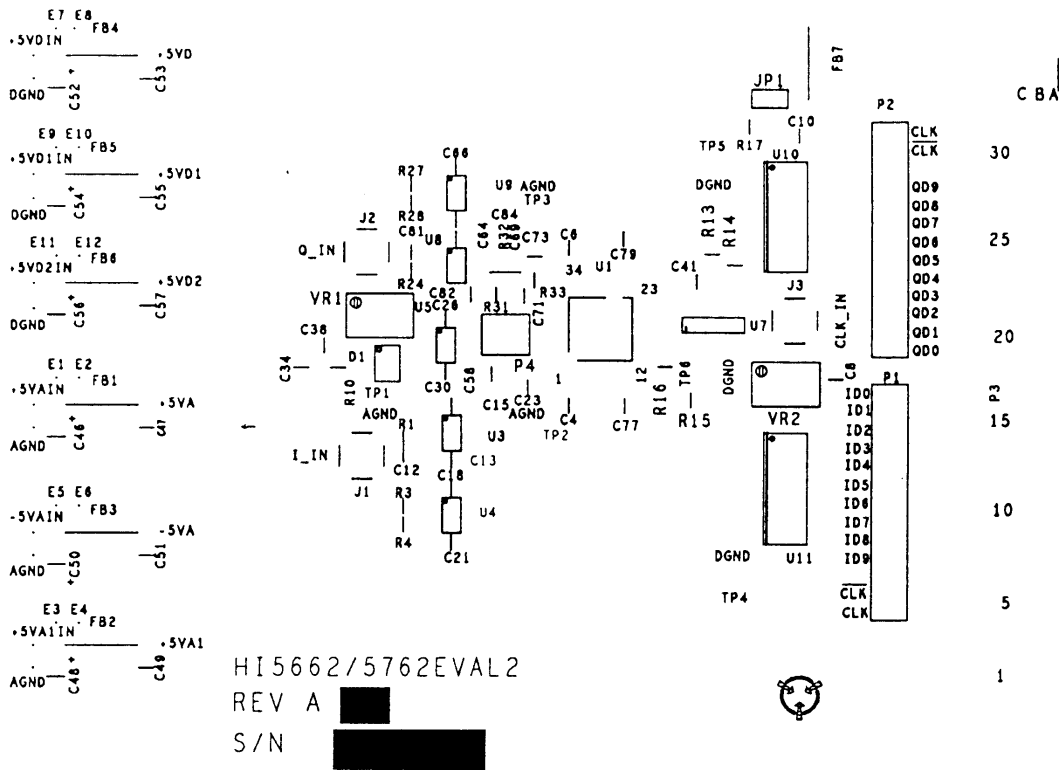 E7 E8
FB4
+5VDIN
+5VD
DGND
C52
+
C53
E9 E10
FB5
+5VD1IN
+5VD1
DGND
C54
+
C55
E11 E12
FB6
+5VD2IN
+5VD2
DGND
C56
+
C57
E1 E2
FB1
+5VAIN
+5VA
AGND
C46
+
C47
E5 E6
FB3
-5VAIN
-5VA
AGND
+
C50
C51
E3 E4
FB2
+5VA1IN
+5VA1
AGND
C48
+
C49
C66
R27
U9 AGND
TP3
R28
C81
J2
Q_IN
U8
C64
C84
R32
C69
C73
C6
34
U1
C79
R24
VR1
C82
U5
C26
R31
C71
R33
23
C38
C34
R10
D1
TP1
AGND
C30
C58
P4
C15
C23
AGND
1
12
C4
TP2
C77
R1
U3
C13
I_IN
C12
C18
J1
R3
R4
U4
C21
FB7
JP1
C10
TP5 R17
U10
DGND
R13
R14
C41
J3
U7
CLK_IN
R16
TP6
R15
DGND
C8
VR2
DGND
U11
TP4
P2
CLK
CLK
QD9
QD8
QD7
QD6
QD5
QD4
QD3
QD2
QD1
QD0
P1
ID0
ID1
ID2
ID3
ID4
ID5
ID6
ID7
ID8
ID9
CLK
CLK
C B A
30
25
20
P3
15
10
5
1
HI5662/5762EVAL2
REV A
S/N